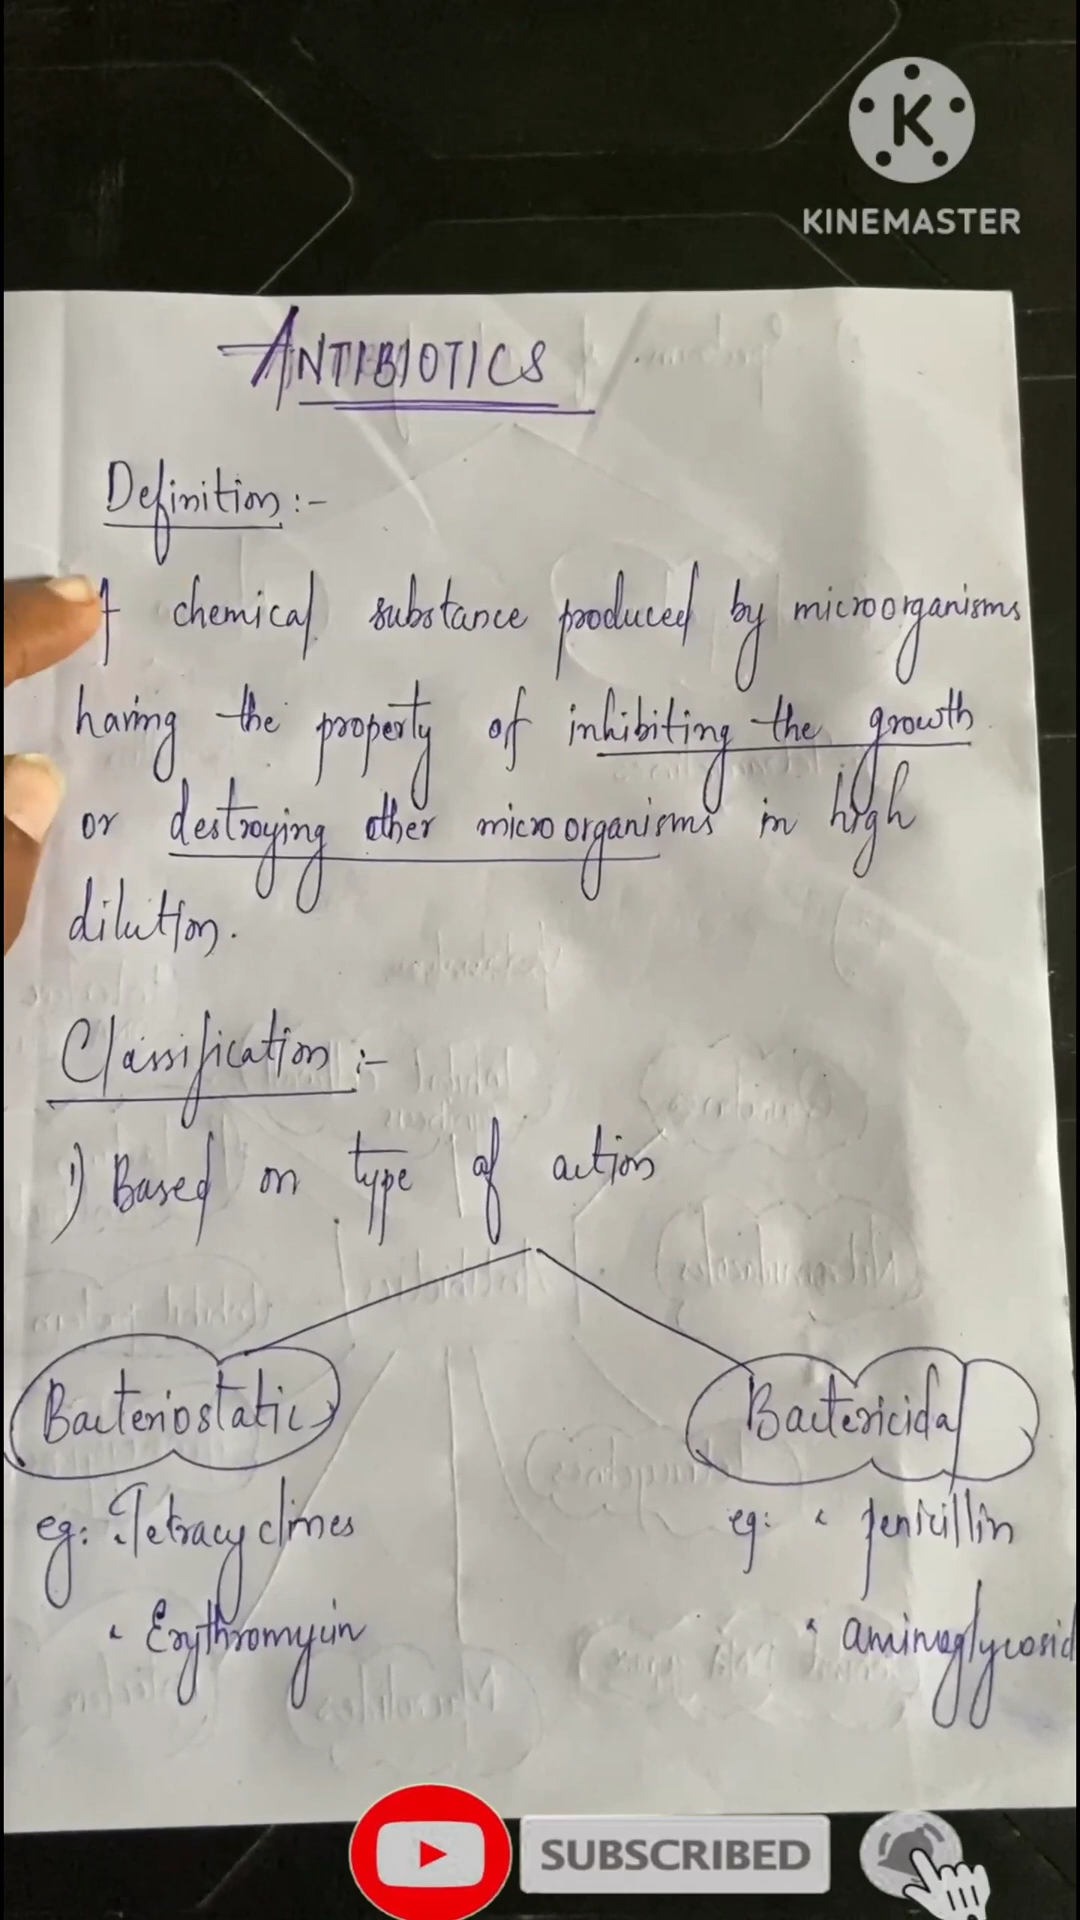 KINEMASTER
ANTIBIOTICS
Definition :-
A chemical substance produced by microorganisms
having the property of inhibiting the growth
or destroying other microorganisms in high
dilution.
Classification :-
1) Based on type of action
Bacteriostatic
Bactericidal
eg: Tetracyclines
eg: Penicillin
Erythromycin
aminoglycosid
SUBSCRIBED